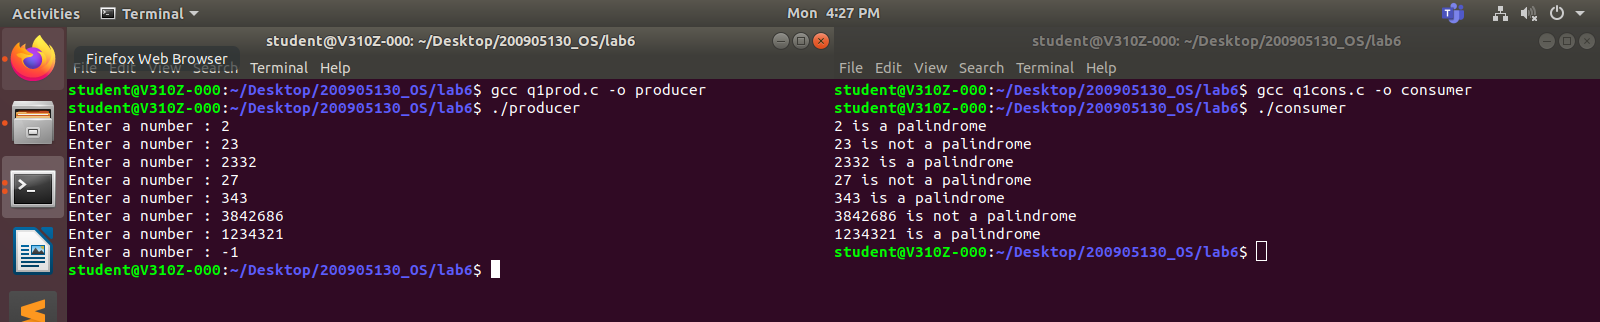 Activities Terminal Mon 4:27 PM
student@V310Z-000: ~/Desktop/200905130_OS/lab6
Firefox Web Browser
File Edit View Search Terminal Help
student@V310Z-000:~/Desktop/200905130_OS/lab6$ gcc q1prod.c -o producer
student@V310Z-000:~/Desktop/200905130_OS/lab6$ ./producer
Enter a number : 2
Enter a number : 23
Enter a number : 2332
Enter a number : 27
Enter a number : 343
Enter a number : 3842686
Enter a number : 1234321
Enter a number : -1
student@V310Z-000:~/Desktop/200905130_OS/lab6$
student@V310Z-000: ~/Desktop/200905130_OS/lab6
File Edit View Search Terminal Help
student@V310Z-000:~/Desktop/200905130_OS/lab6$ gcc q1cons.c -o consumer
student@V310Z-000:~/Desktop/200905130_OS/lab6$ ./consumer
2 is a palindrome
23 is not a palindrome
2332 is a palindrome
27 is not a palindrome
343 is a palindrome
3842686 is not a palindrome
1234321 is a palindrome
student@V310Z-000:~/Desktop/200905130_OS/lab6$